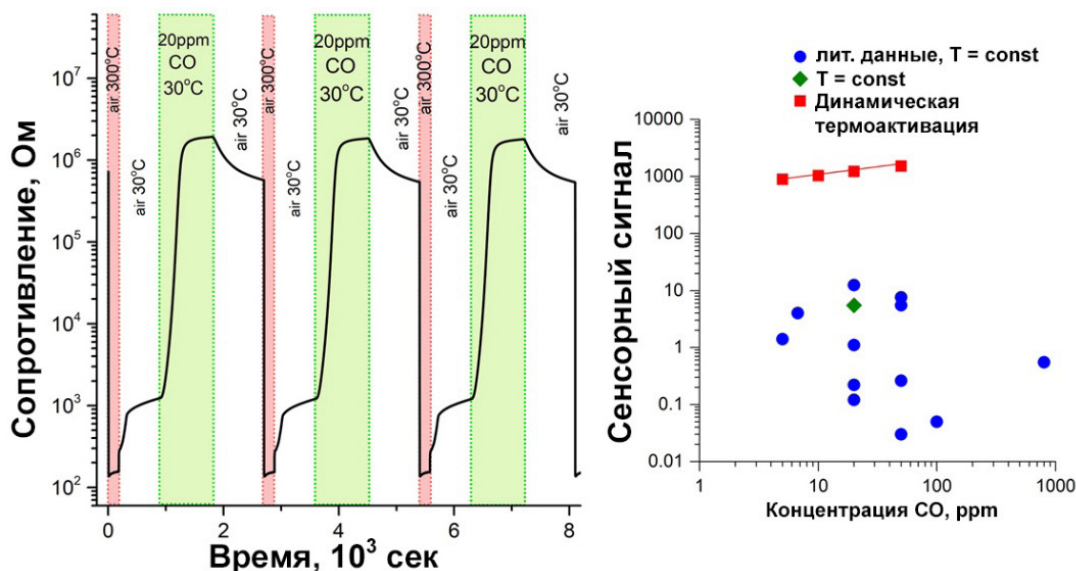 Сопротивление, Ом
10⁷
10⁶
10⁵
10⁴
10³
10²
air 300°C
air 30°C
20ppm
CO
30°C
air 30°C
air 300°C
air 30°C
20ppm
CO
30°C
air 30°C
air 300°C
air 30°C
20ppm
CO
30°C
air 30°C
0 2 4 6 8
Время, 10³ сек
лит. данные, T = const
T = const
Динамическая
термоактивация
Сенсорный сигнал
10000
1000
100
10
1
0.1
0.01
1 10 100 1000
Концентрация CO, ppm